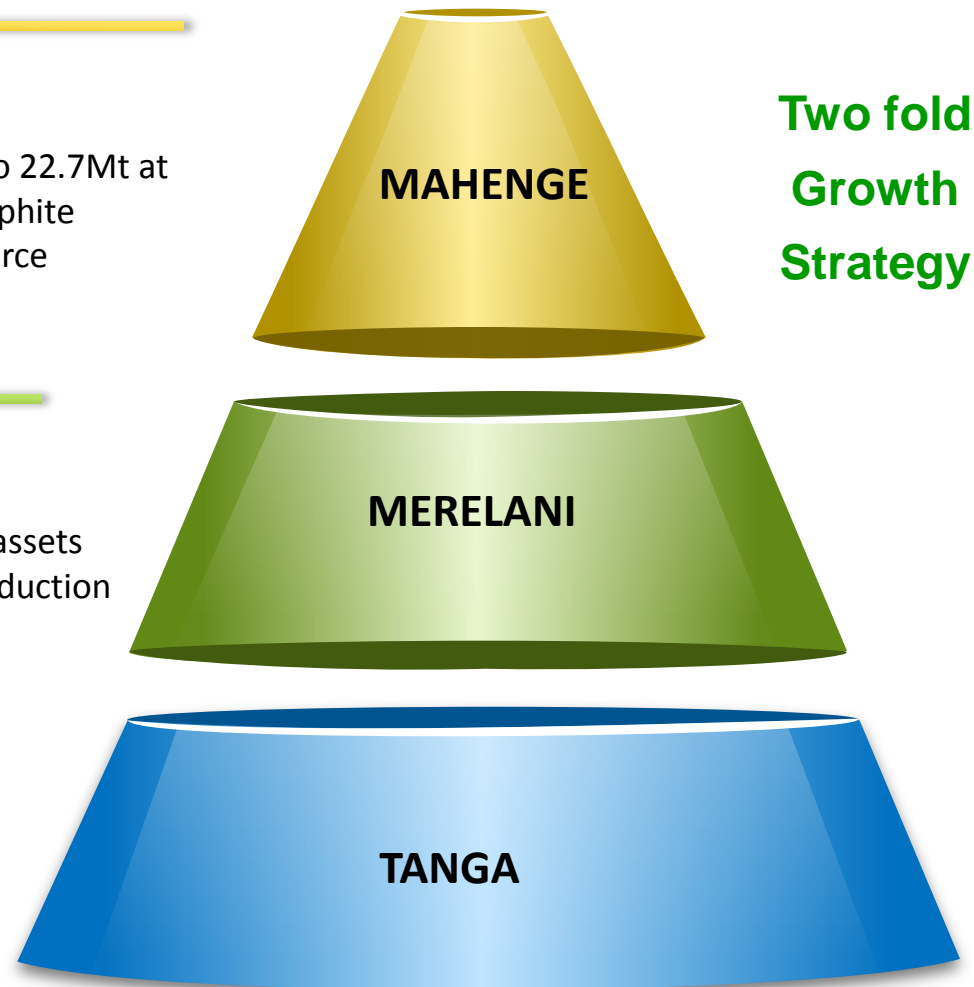 MAHENGE
Two fold
Growth
Strategy
o 22.7Mt at
phite
rce
MERELANI
assets
duction
TANGA